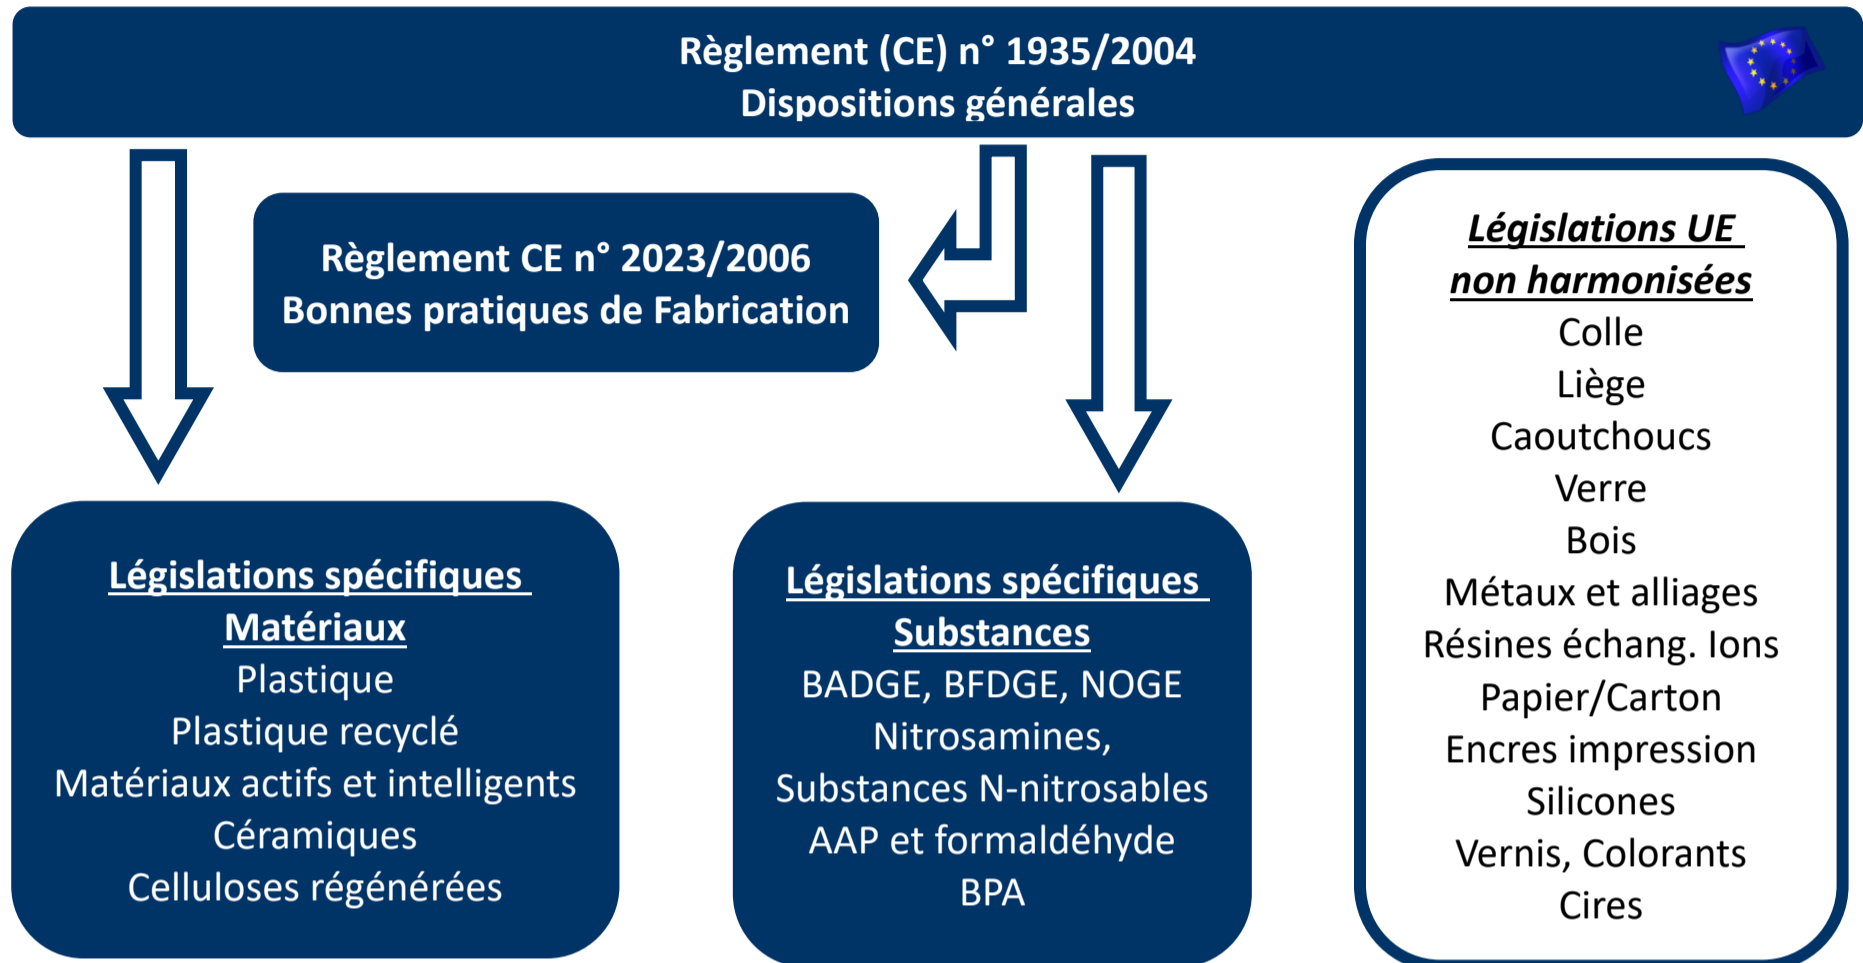 Règlement (CE) n° 1935/2004
Dispositions générales
Règlement CE n° 2023/2006
Bonnes pratiques de Fabrication
Législations spécifiques
Matériaux
Plastique
Plastique recyclé
Matériaux actifs et intelligents
Céramiques
Celluloses régénérées
Législations spécifiques
Substances
BADGE, BFDGE, NOGE
Nitrosamines,
Substances N-nitrosables
AAP et formaldéhyde
BPA
Législations UE
non harmonisées
Colle
Liège
Caoutchoucs
Verre
Bois
Métaux et alliages
Résines échang. Ions
Papier/Carton
Encres impression
Silicones
Vernis, Colorants
Cires